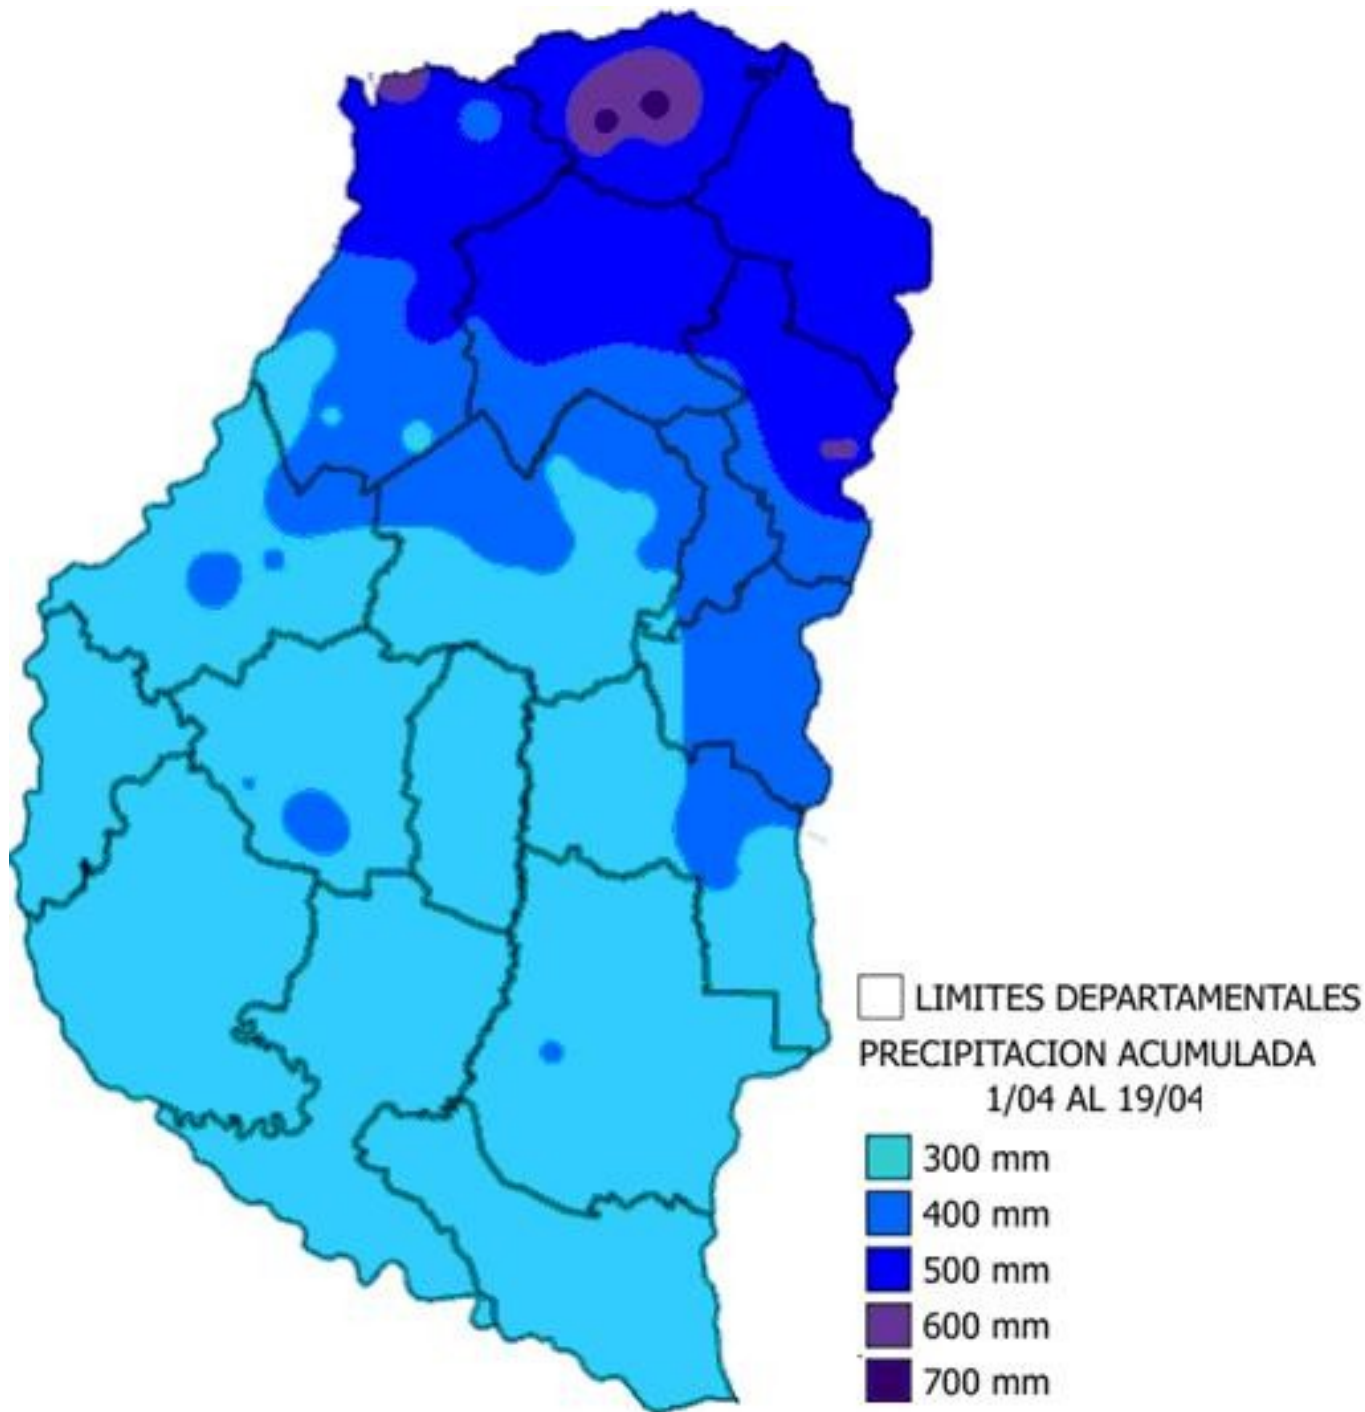 LIMITES DEPARTAMENTALES
PRECIPITACION ACUMULADA
1/04 AL 19/04
300 mm
400 mm
500 mm
600 mm
700 mm